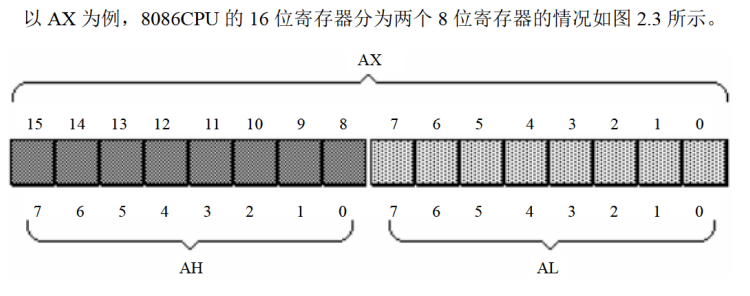 以 AX 为例，8086CPU 的 16 位寄存器分为两个 8 位寄存器的情况如图 2.3 所示。
AX
15 14 13 12 11 10 9 8 7 6 5 4 3 2 1 0
7 6 5 4 3 2 1 0 7 6 5 4 3 2 1 0
AH AL